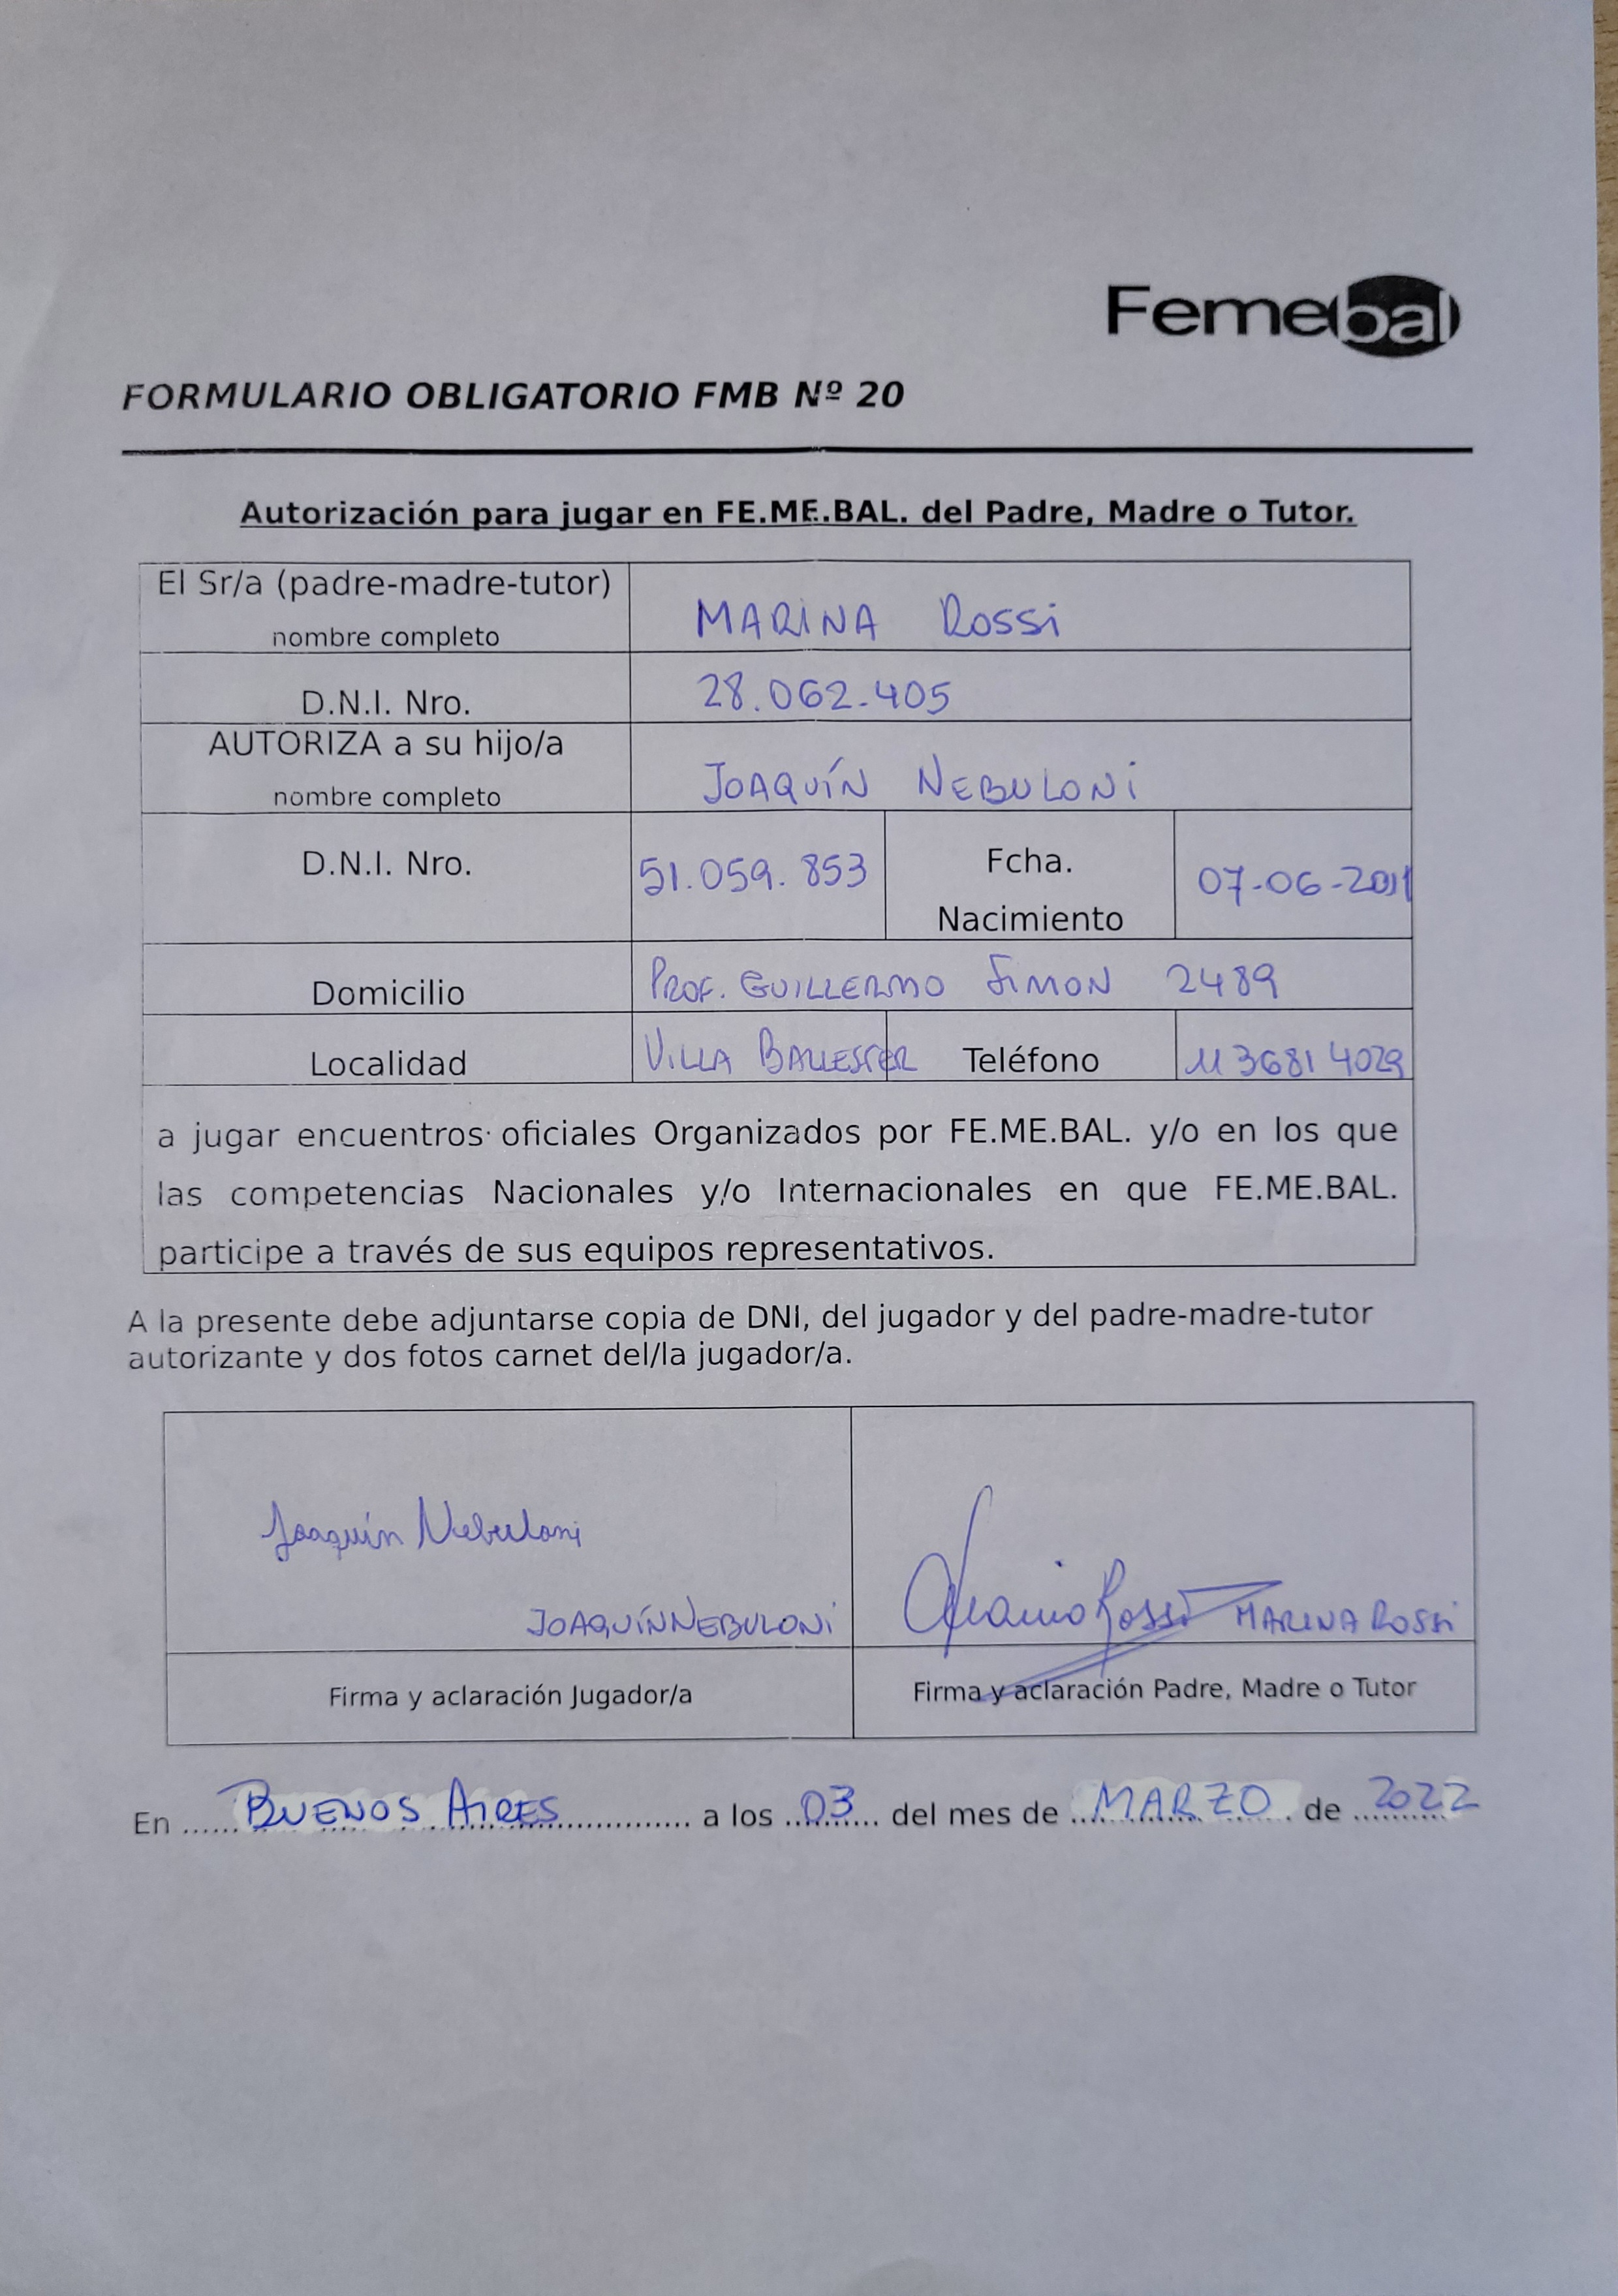 Femebal
FORMULARIO OBLIGATORIO FMB Nº 20
Autorización para jugar en FE.ME.BAL. del Padre, Madre o Tutor.
El Sr/a (padre-madre-tutor)
nombre completo
MARINA ROSSI
D.N.I. Nro.
28.062.405
AUTORIZA a su hijo/a
nombre completo
JOAQUÍN NEBULONI
D.N.I. Nro.
51.059.853
Fcha.
Nacimiento
07-06-2011
Domicilio
PROF. GUILLERMO SIMON 2489
Localidad
VILLA BALLESTER
Teléfono
11 3681 4029
a jugar encuentros oficiales Organizados por FE.ME.BAL. y/o en los que
las competencias Nacionales y/o Internacionales en que FE.ME.BAL.
participe a través de sus equipos representativos.
A la presente debe adjuntarse copia de DNI, del jugador y del padre-madre-tutor
autorizante y dos fotos carnet del/la jugador/a.
Joaquín Nebuloni
JOAQUÍN NEBULONI
Firma y aclaración Jugador/a
Marina Rossi
MARINA ROSSI
Firma y aclaración Padre, Madre o Tutor
En BUENOS AIRES a los 03 del mes de MARZO de 2022